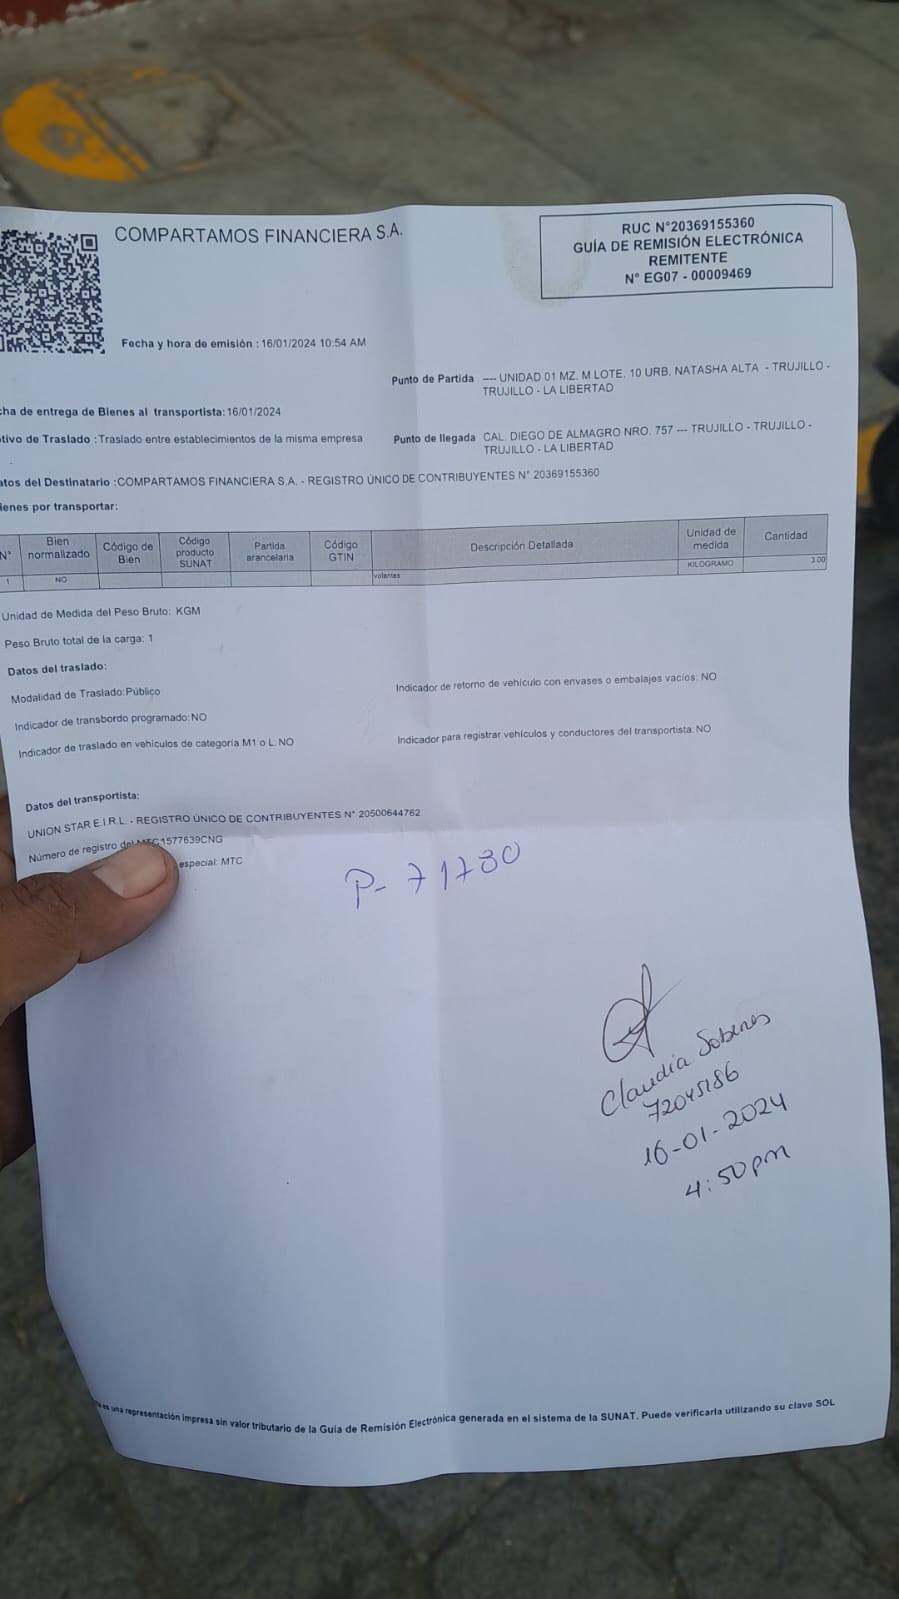 COMPARTAMOS FINANCIERA S.A.
RUC N°20369155360
GUÍA DE REMISIÓN ELECTRÓNICA
REMITENTE
N° EG07 - 00009469
Fecha y hora de emisión : 16/01/2024 10:54 AM
Punto de Partida ---- UNIDAD 01 MZ. M LOTE. 10 URB. NATASHA ALTA - TRUJILLO -
TRUJILLO - LA LIBERTAD
cha de entrega de Bienes al transportista: 16/01/2024
otivo de Traslado : Traslado entre establecimientos de la misma empresa
Punto de llegada CAL. DIEGO DE ALMAGRO NRO. 757 --- TRUJILLO - TRUJILLO -
TRUJILLO - LA LIBERTAD
atos del Destinatario :COMPARTAMOS FINANCIERA S.A. - REGISTRO ÚNICO DE CONTRIBUYENTES N° 20369155360
ienes por transportar:
N° Bien normalizado Código de Bien Código producto SUNAT Partida arancelaria Código GTIN Descripción Detallada Unidad de medida Cantidad
1 NO volantes KILOGRAMO 3.00
Unidad de Medida del Peso Bruto: KGM
Peso Bruto total de la carga: 1
Datos del traslado:
Modalidad de Traslado:Público
Indicador de retorno de vehículo con envases o embalajes vacíos: NO
Indicador de transbordo programado: NO
Indicador de traslado en vehículos de categoría M1 o L: NO
Indicador para registrar vehículos y conductores del transportista: NO
Datos del transportista:
UNION STAR E.I.R.L. - REGISTRO ÚNICO DE CONTRIBUYENTES N° 20500644762
Número de registro del MTC:1577639CNG
especial: MTC
P- 71780
Claudia Sobenes
72045186
16-01-2024
4:50pm
es una representación impresa sin valor tributario de la Guía de Remisión Electrónica generada en el sistema de la SUNAT. Puede verificarla utilizando su clave SOL